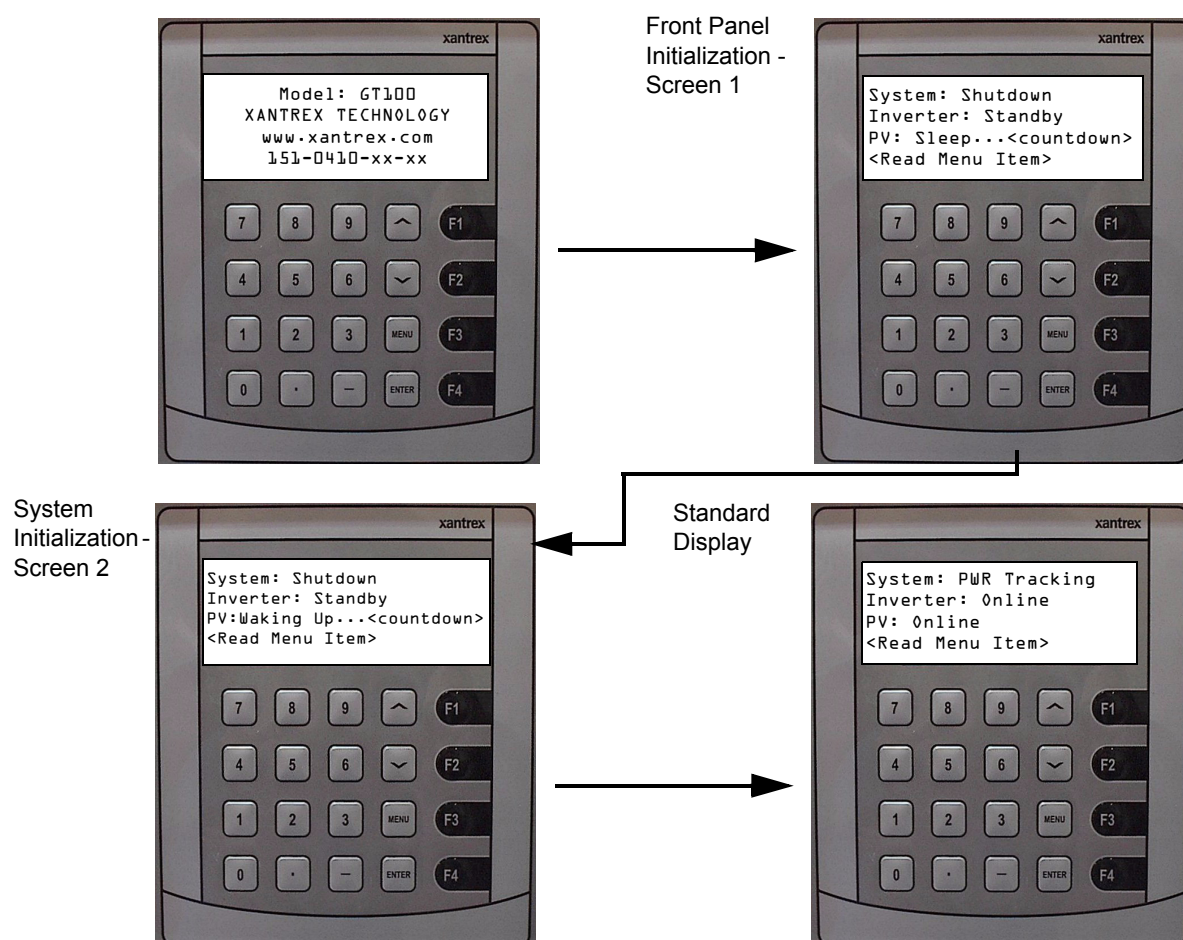 xantrex
Model: GT100
XANTREX TECHNOLOGY
www.xantrex.com
151-0410-xx-xx
7 8 9 F1
4 5 6 F2
1 2 3 MENU F3
0 . – ENTER F4
Front Panel
Initialization -
Screen 1
xantrex
System: Shutdown
Inverter: Standby
PV: Sleep...<countdown>
<Read Menu Item>
7 8 9 F1
4 5 6 F2
1 2 3 MENU F3
0 . – ENTER F4
System
Initialization -
Screen 2
xantrex
System: Shutdown
Inverter: Standby
PV:Waking Up...<countdown>
<Read Menu Item>
7 8 9 F1
4 5 6 F2
1 2 3 MENU F3
0 . – ENTER F4
Standard
Display
xantrex
System: PWR Tracking
Inverter: Online
PV: Online
<Read Menu Item>
7 8 9 F1
4 5 6 F2
1 2 3 MENU F3
0 . – ENTER F4